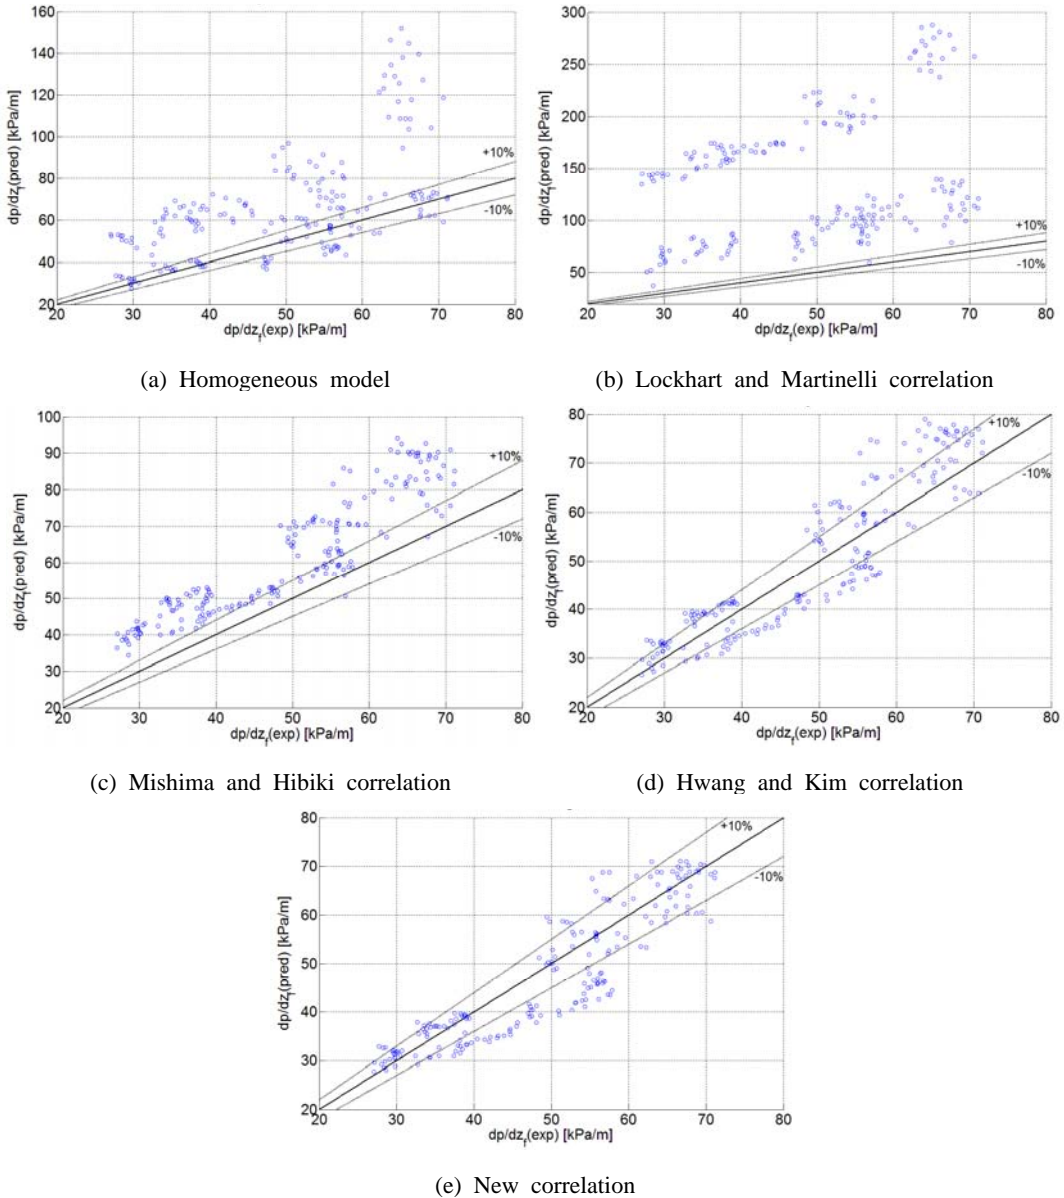 160
140
120
100
80
60
40
20
20 30 40 50 60 70 80
dp/dz_f(pred) [kPa/m]
dp/dz_f(exp) [kPa/m]
+10%
-10%
(a) Homogeneous model
300
250
200
150
100
50
20 30 40 50 60 70 80
dp/dz_f(pred) [kPa/m]
dp/dz_f(exp) [kPa/m]
+10%
-10%
(b) Lockhart and Martinelli correlation
100
90
80
70
60
50
40
30
20
20 30 40 50 60 70 80
dp/dz_f(pred) [kPa/m]
dp/dz_f(exp) [kPa/m]
+10%
-10%
(c) Mishima and Hibiki correlation
80
70
60
50
40
30
20
20 30 40 50 60 70 80
dp/dz_f(pred) [kPa/m]
dp/dz_f(exp) [kPa/m]
+10%
-10%
(d) Hwang and Kim correlation
80
70
60
50
40
30
20
20 30 40 50 60 70 80
dp/dz_f(pred) [kPa/m]
dp/dz_f(exp) [kPa/m]
+10%
-10%
(e) New correlation